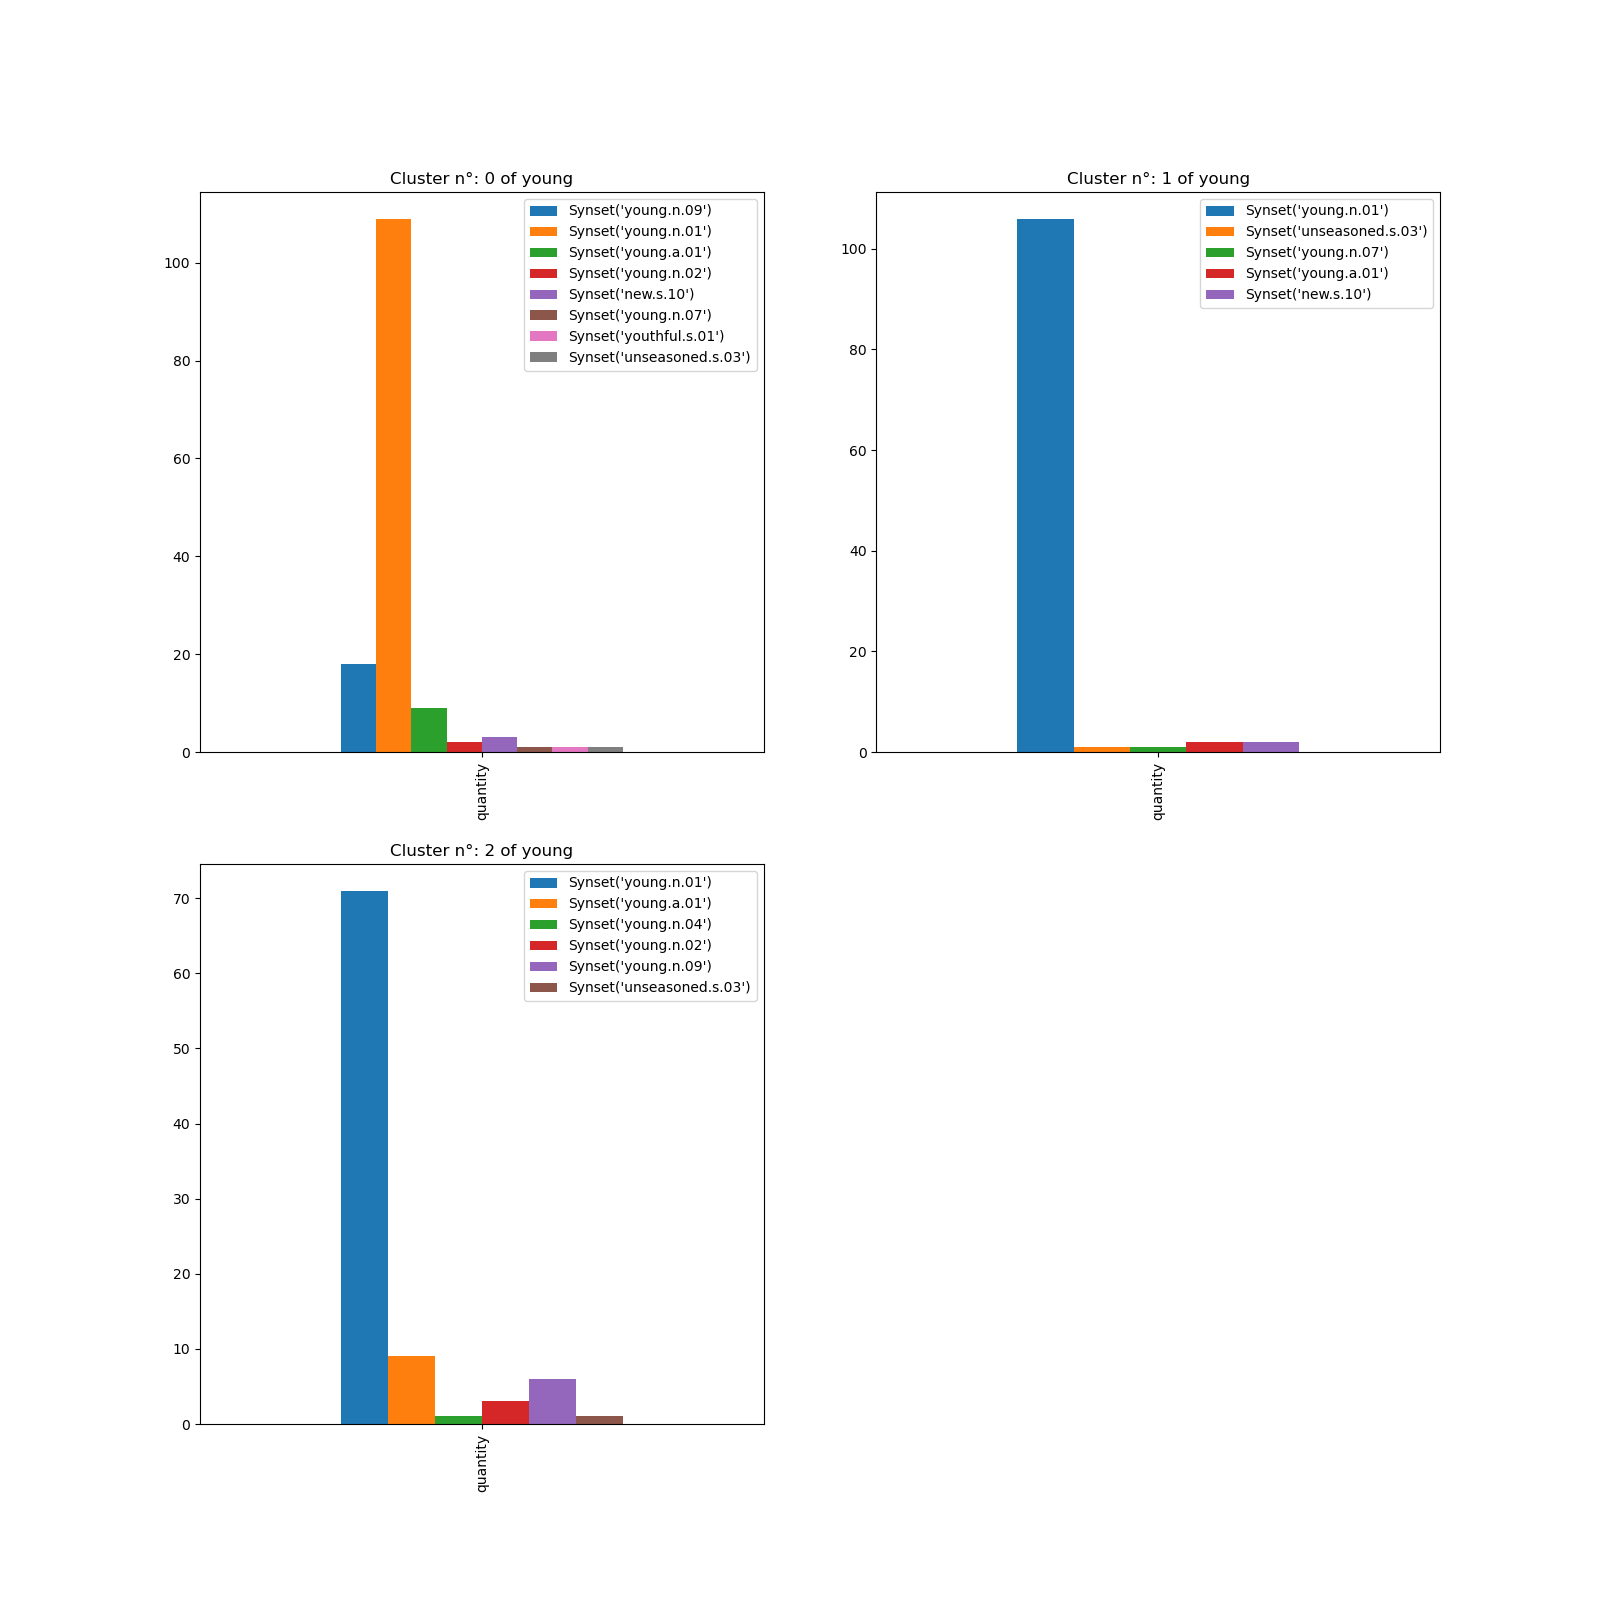 Cluster n°: 0 of young
Synset('young.n.09')
Synset('young.n.01')
Synset('young.a.01')
Synset('young.n.02')
Synset('new.s.10')
Synset('young.n.07')
Synset('youthful.s.01')
Synset('unseasoned.s.03')
100
80
60
40
20
0
quantity
Cluster n°: 1 of young
Synset('young.n.01')
Synset('unseasoned.s.03')
Synset('young.n.07')
Synset('young.a.01')
Synset('new.s.10')
100
80
60
40
20
0
quantity
Cluster n°: 2 of young
Synset('young.n.01')
Synset('young.a.01')
Synset('young.n.04')
Synset('young.n.02')
Synset('young.n.09')
Synset('unseasoned.s.03')
70
60
50
40
30
20
10
0
quantity